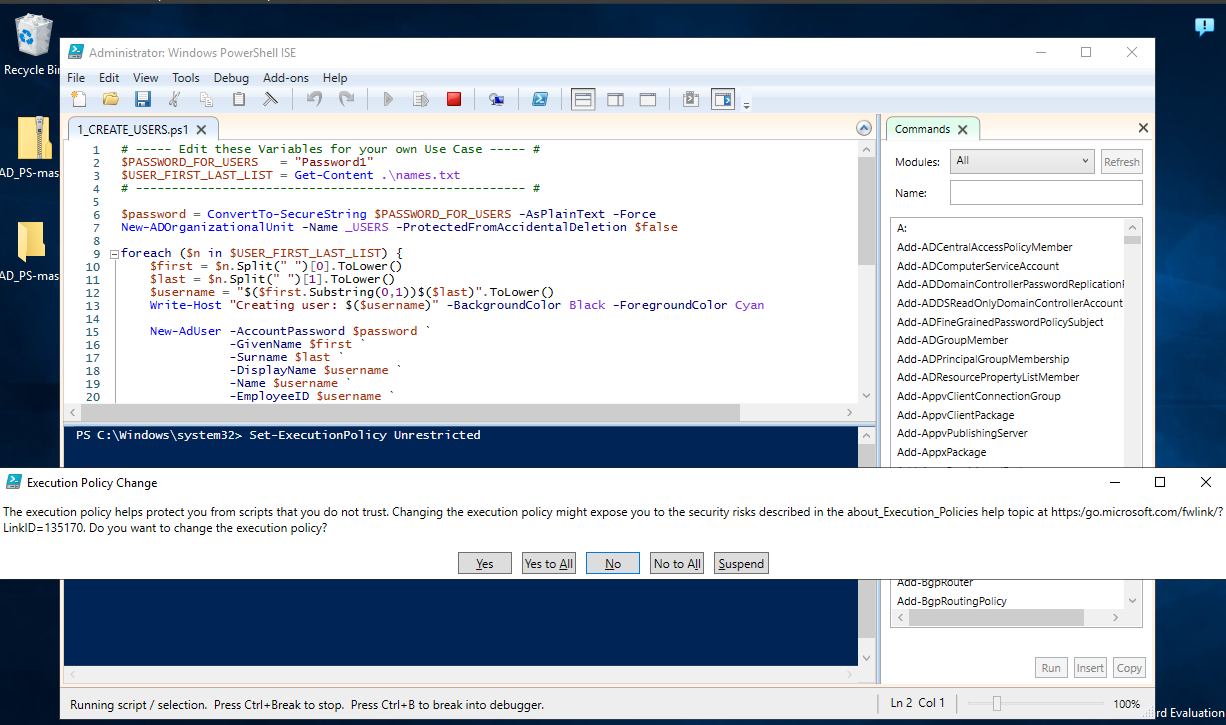 Recycle Bin
AD_PS-mas
AD_PS-mas
Administrator: Windows PowerShell ISE
File Edit View Tools Debug Add-ons Help
1_CREATE_USERS.ps1
1 # ----- Edit these Variables for your own Use Case ----- #
2 $PASSWORD_FOR_USERS   = "Password1"
3 $USER_FIRST_LAST_LIST = Get-Content .\names.txt
4 # ------------------------------------------------------ #
5
6 $password = ConvertTo-SecureString $PASSWORD_FOR_USERS -AsPlainText -Force
7 New-ADOrganizationalUnit -Name _USERS -ProtectedFromAccidentalDeletion $false
8
9 foreach ($n in $USER_FIRST_LAST_LIST) {
10     $first = $n.Split(" ")[0].ToLower()
11     $last = $n.Split(" ")[1].ToLower()
12     $username = "$($first.Substring(0,1))$($last)".ToLower()
13     Write-Host "Creating user: $($username)" -BackgroundColor Black -ForegroundColor Cyan
14
15     New-AdUser -AccountPassword $password `
16                -GivenName $first `
17                -Surname $last `
18                -DisplayName $username `
19                -Name $username `
20                -EmployeeID $username `
PS C:\Windows\system32> Set-ExecutionPolicy Unrestricted
Commands
Modules: All Refresh
Name:
A:
Add-ADCentralAccessPolicyMember
Add-ADComputerServiceAccount
Add-ADDomainControllerPasswordReplication
Add-ADDSReadOnlyDomainControllerAccount
Add-ADFineGrainedPasswordPolicySubject
Add-ADGroupMember
Add-ADPrincipalGroupMembership
Add-ADResourcePropertyListMember
Add-AppvClientConnectionGroup
Add-AppvClientPackage
Add-AppvPublishingServer
Add-AppxPackage
Execution Policy Change
The execution policy helps protect you from scripts that you do not trust. Changing the execution policy might expose you to the security risks described in the about_Execution_Policies help topic at https:/go.microsoft.com/fwlink/?
LinkID=135170. Do you want to change the execution policy?
Yes Yes to All No No to All Suspend
Add-BgpRouter
Add-BgpRoutingPolicy
Run Insert Copy
Running script / selection. Press Ctrl+Break to stop. Press Ctrl+B to break into debugger.
Ln 2 Col 1 100%
rd Evaluation